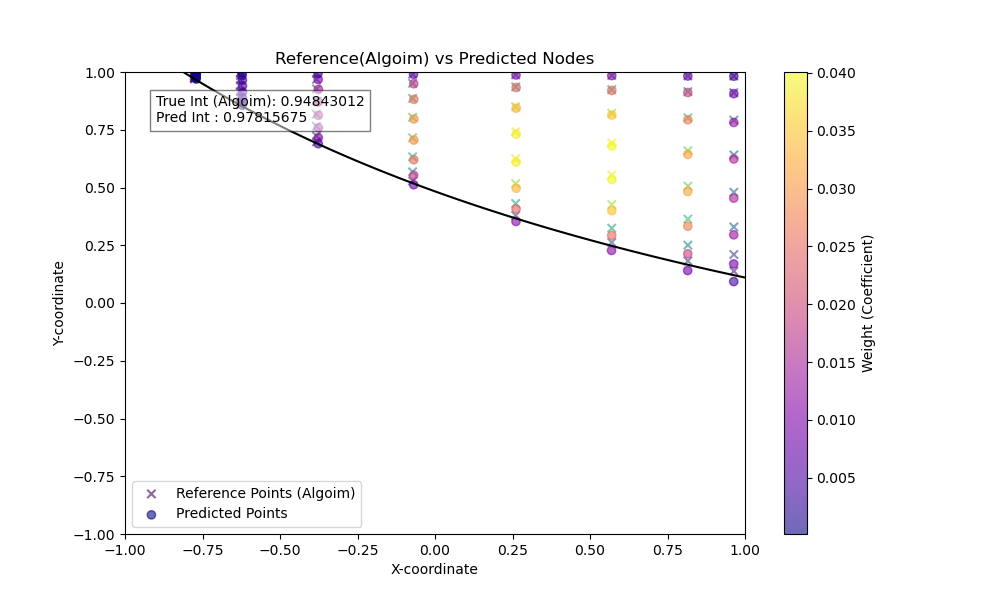 Reference(Algoim) vs Predicted Nodes
True Int (Algoim): 0.94843012
Pred Int : 0.97815675
1.00
0.75
0.50
0.25
0.00
−0.25
−0.50
−0.75
−1.00
Y-coordinate
Reference Points (Algoim)
Predicted Points
−1.00 −0.75 −0.50 −0.25 0.00 0.25 0.50 0.75 1.00
X-coordinate
0.040
0.035
0.030
0.025
0.020
0.015
0.010
0.005
Weight (Coefficient)